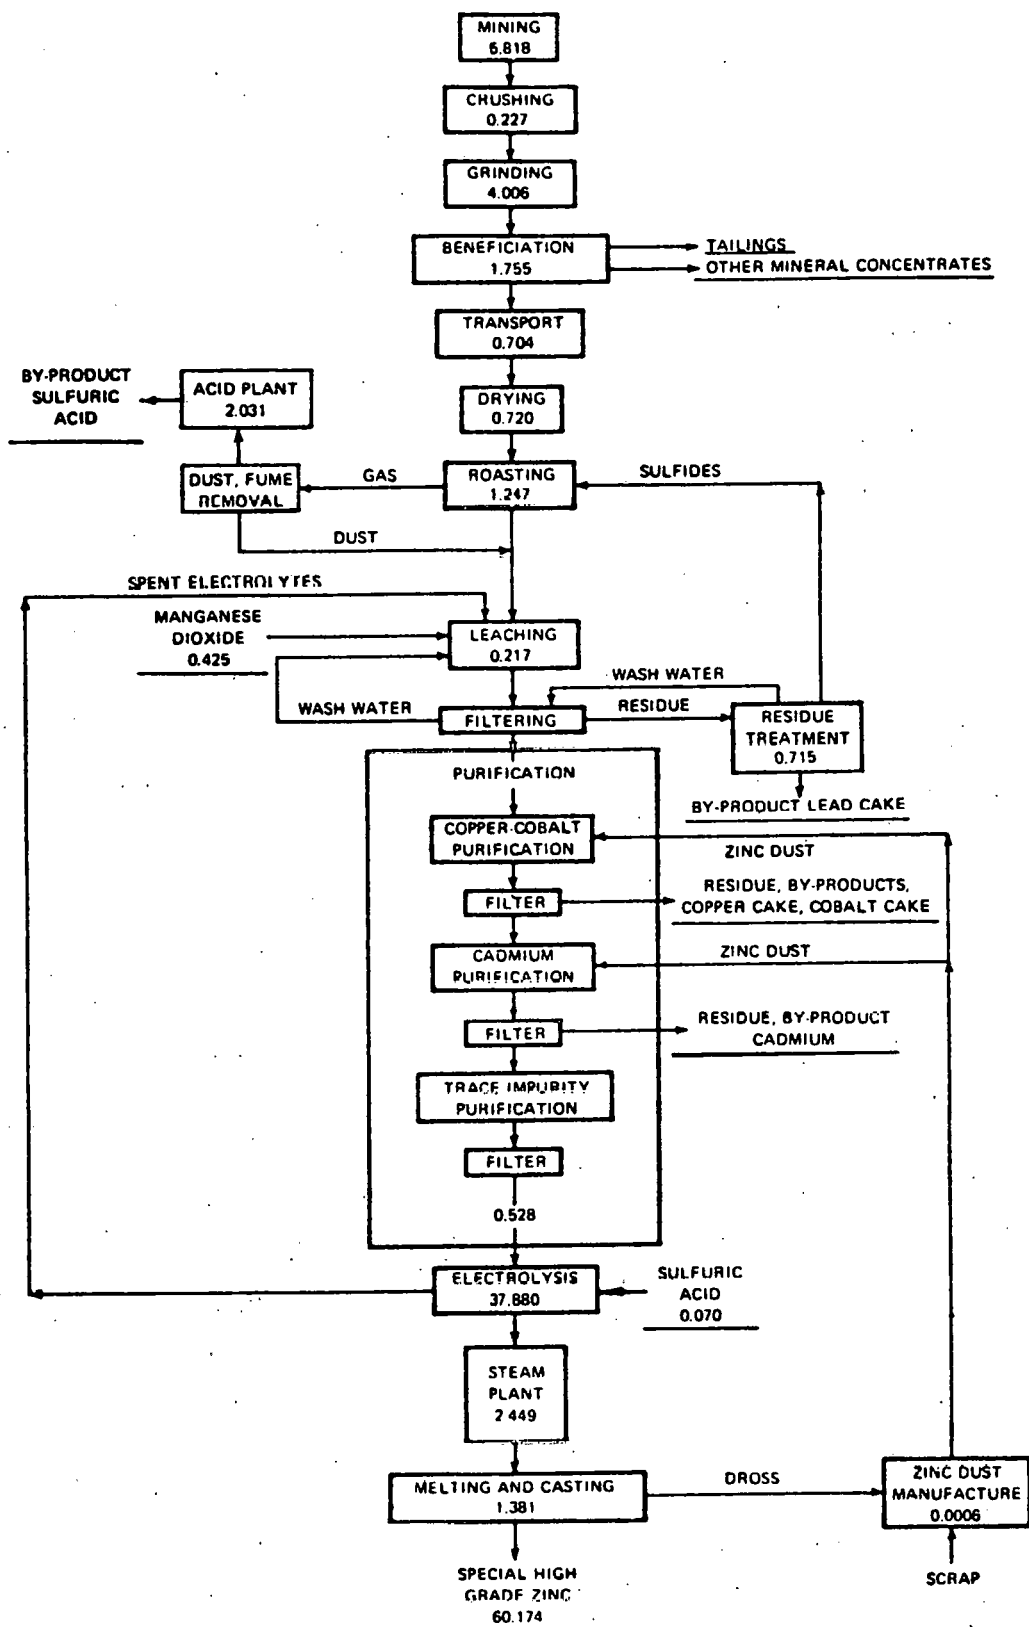 MINING
5.818
CRUSHING
0.227
GRINDING
4.006
BENEFICIATION
1.755
TAILINGS
OTHER MINERAL CONCENTRATES
TRANSPORT
0.704
BY-PRODUCT
SULFURIC
ACID
ACID PLANT
2.031
DRYING
0.720
DUST, FUME
REMOVAL
GAS
ROASTING
1.247
SULFIDES
DUST
SPENT ELECTROLYTES
MANGANESE
DIOXIDE
0.425
LEACHING
0.217
WASH WATER
WASH WATER
FILTERING
RESIDUE
RESIDUE
TREATMENT
0.715
BY-PRODUCT LEAD CAKE
PURIFICATION
COPPER-COBALT
PURIFICATION
ZINC DUST
FILTER
RESIDUE, BY-PRODUCTS,
COPPER CAKE, COBALT CAKE
CADMIUM
PURIFICATION
ZINC DUST
FILTER
RESIDUE, BY-PRODUCT
CADMIUM
TRACE IMPURITY
PURIFICATION
FILTER
0.528
ELECTROLYSIS
37.880
SULFURIC
ACID
0.070
STEAM
PLANT
2.449
MELTING AND CASTING
1.381
DROSS
ZINC DUST
MANUFACTURE
0.0006
SCRAP
SPECIAL HIGH
GRADE ZINC
60.174